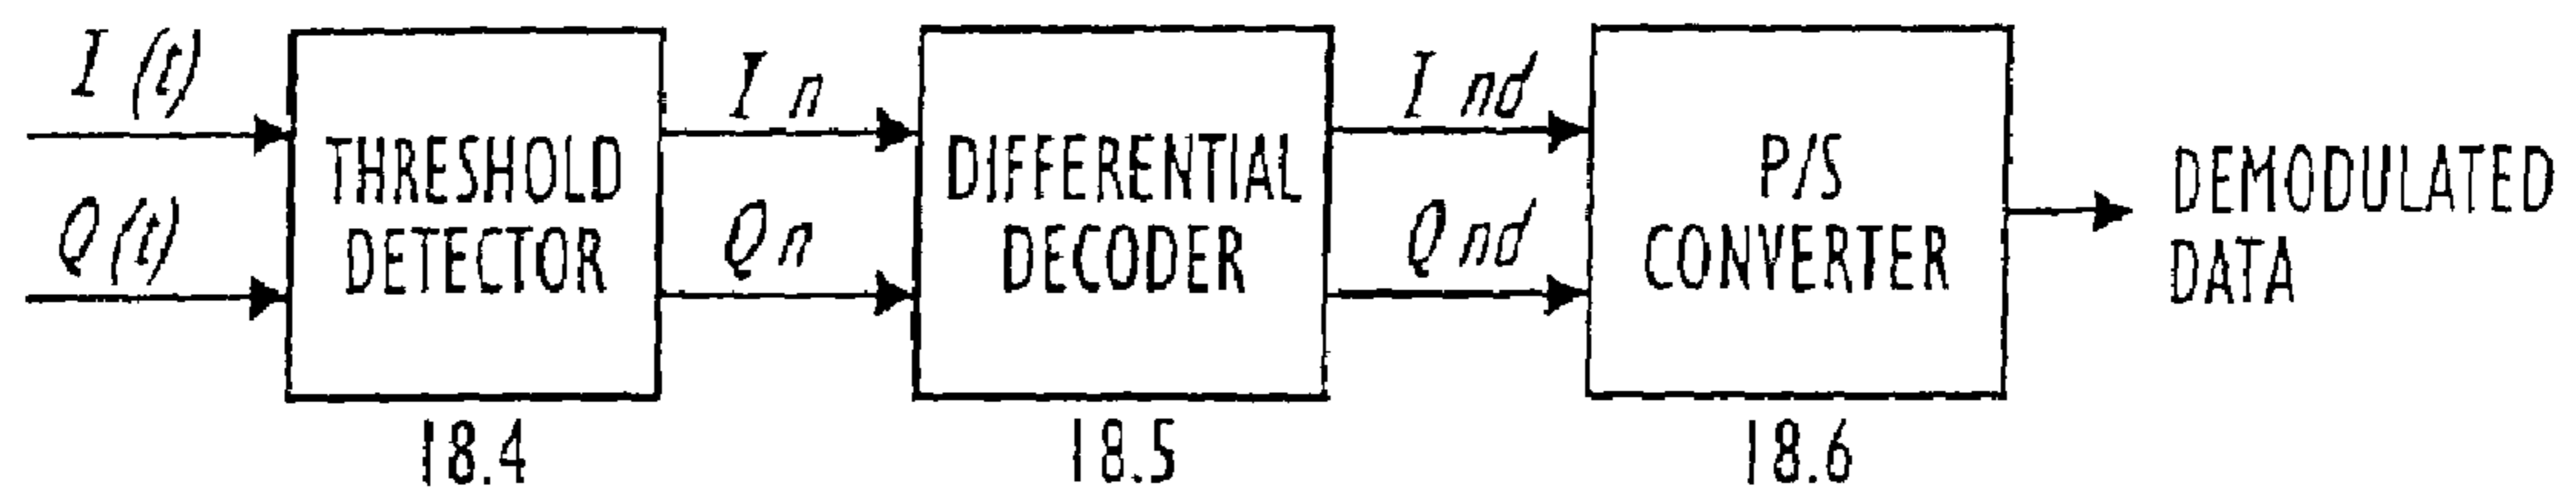 I (t)
Q (t)
THRESHOLD
DETECTOR
18.4
I n
Q n
DIFFERENTIAL
DECODER
18.5
I nd
Q nd
P/S
CONVERTER
18.6
DEMODULATED
DATA